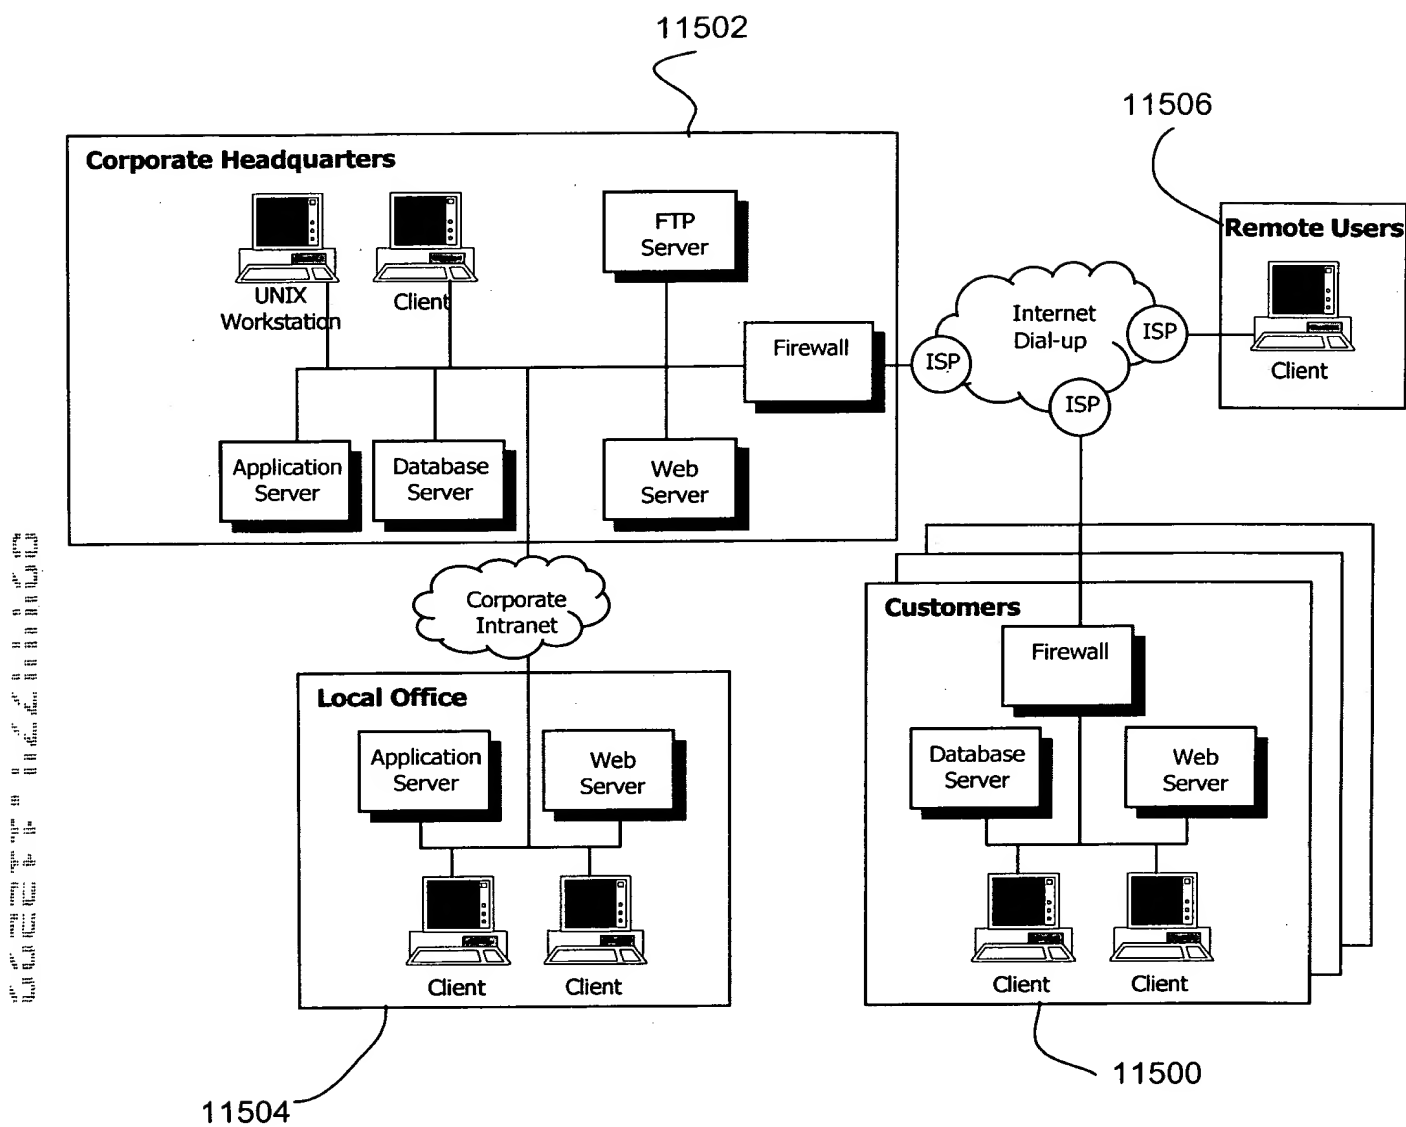 11502
11506
Corporate Headquarters
FTP
Server
UNIX
Workstation
Client
Firewall
Internet
Dial-up
ISP
ISP
ISP
Remote Users
Client
Application
Server
Database
Server
Web
Server
Corporate
Intranet
Customers
Firewall
Local Office
Application
Server
Web
Server
Database
Server
Web
Server
Client
Client
Client
Client
11504
11500